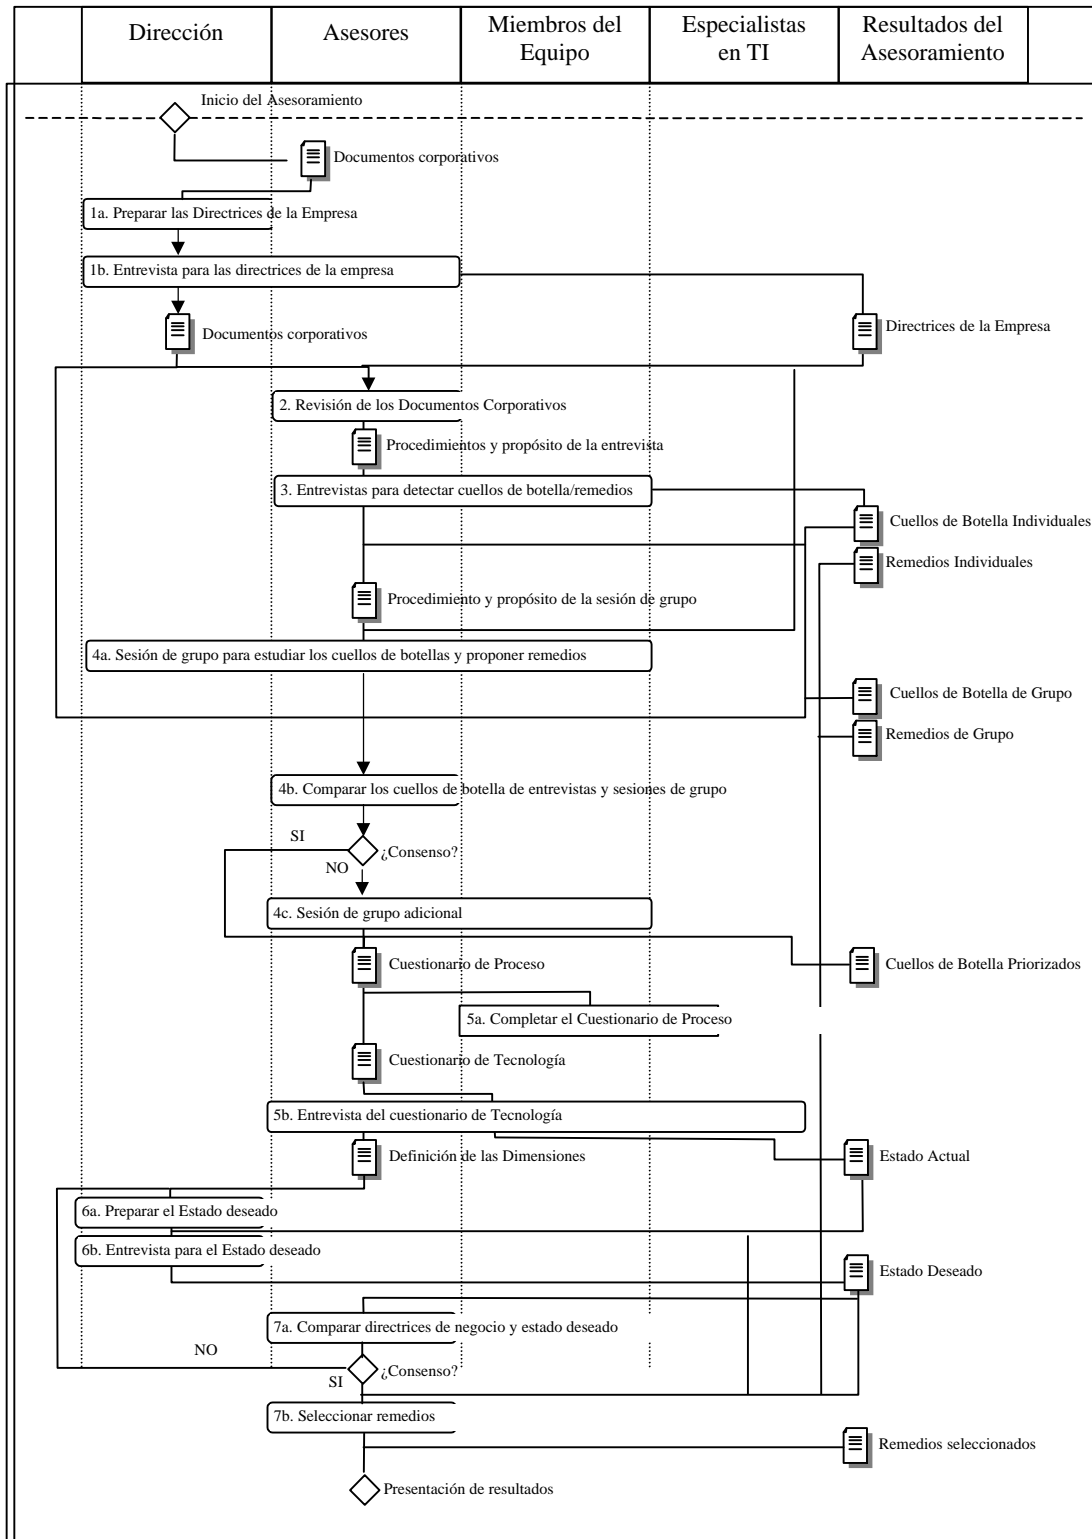 Dirección
Asesores
Miembros del
Equipo
Especialistas
en TI
Resultados del
Asesoramiento
Inicio del Asesoramiento
Documentos corporativos
1a. Preparar las Directrices de la Empresa
1b. Entrevista para las directrices de la empresa
Documentos corporativos
Directrices de la Empresa
2. Revisión de los Documentos Corporativos
Procedimientos y propósito de la entrevista
3. Entrevistas para detectar cuellos de botella/remedios
Cuellos de Botella Individuales
Remedios Individuales
Procedimiento y propósito de la sesión de grupo
4a. Sesión de grupo para estudiar los cuellos de botellas y proponer remedios
Cuellos de Botella de Grupo
Remedios de Grupo
4b. Comparar los cuellos de botella de entrevistas y sesiones de grupo
SI
¿Consenso?
NO
4c. Sesión de grupo adicional
Cuestionario de Proceso
Cuellos de Botella Priorizados
5a. Completar el Cuestionario de Proceso
Cuestionario de Tecnología
5b. Entrevista del cuestionario de Tecnología
Definición de las Dimensiones
Estado Actual
6a. Preparar el Estado deseado
6b. Entrevista para el Estado deseado
Estado Deseado
7a. Comparar directrices de negocio y estado deseado
NO
¿Consenso?
SI
7b. Seleccionar remedios
Remedios seleccionados
Presentación de resultados